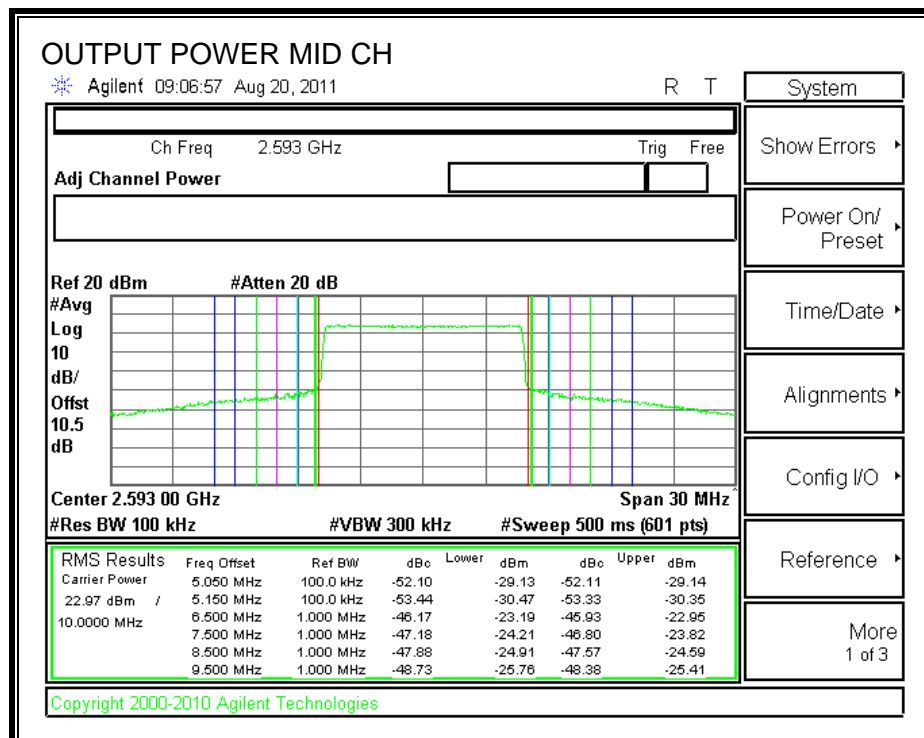 OUTPUT POWER MID CH
Agilent 09:06:57 Aug 20, 2011 R T
System
Ch Freq 2.593 GHz Trig Free
Adj Channel Power
Show Errors
Power On/
Preset
Time/Date
Alignments
Config I/O
Reference
More
1 of 3
Ref 20 dBm #Atten 20 dB
#Avg
Log
10
dB/
Offst
10.5
dB
Center 2.593 00 GHz Span 30 MHz
#Res BW 100 kHz #VBW 300 kHz #Sweep 500 ms (601 pts)
RMS Results Freq Offset Ref BW dBc Lower dBm dBc Upper dBm
Carrier Power 5.050 MHz 100.0 kHz -52.10 -29.13 -52.11 -29.14
22.97 dBm / 5.150 MHz 100.0 kHz -53.44 -30.47 -53.33 -30.35
10.0000 MHz 6.500 MHz 1.000 MHz -46.17 -23.19 -45.93 -22.95
7.500 MHz 1.000 MHz -47.18 -24.21 -46.80 -23.82
8.500 MHz 1.000 MHz -47.88 -24.91 -47.57 -24.59
9.500 MHz 1.000 MHz -48.73 -25.76 -48.38 -25.41
Copyright 2000-2010 Agilent Technologies